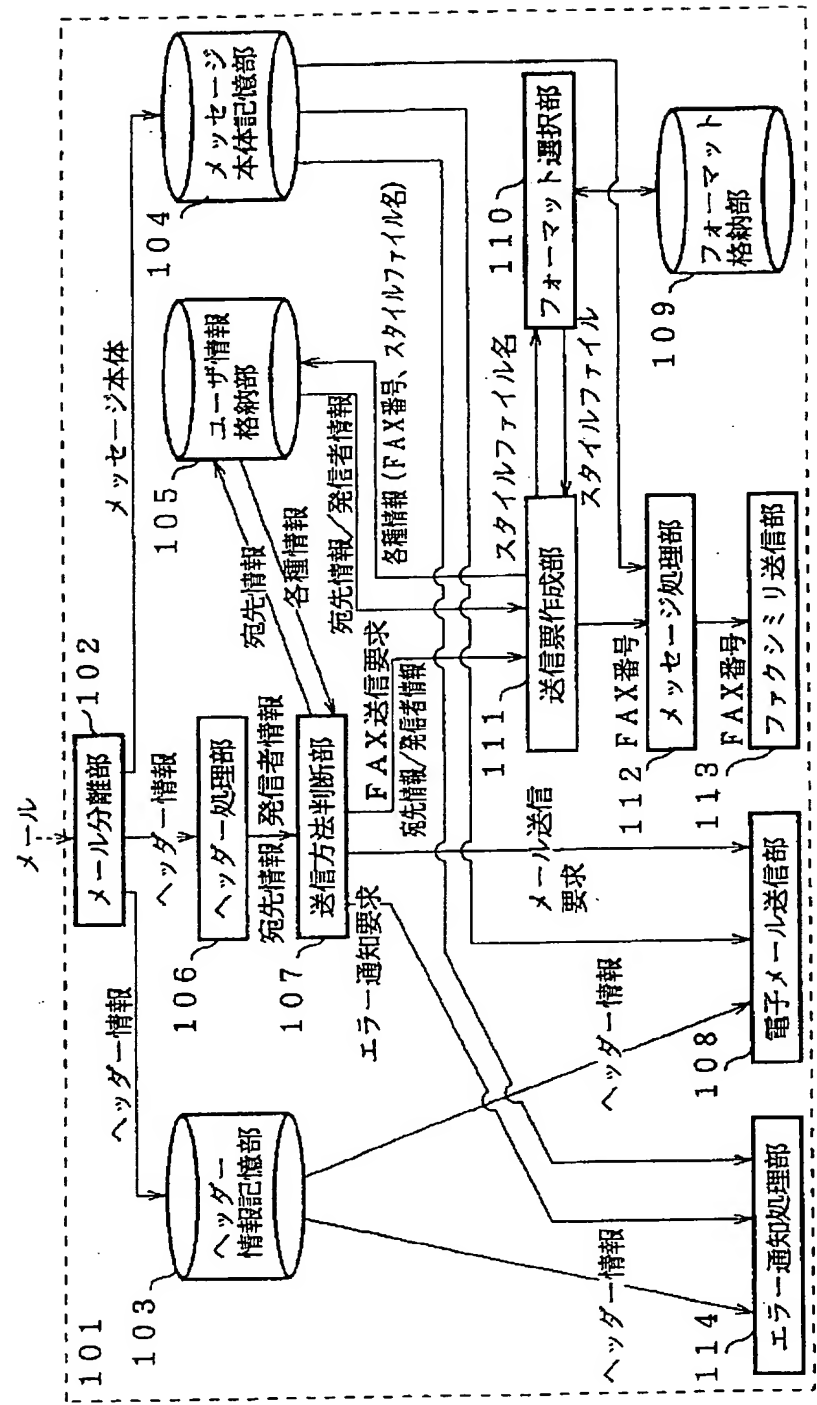 メール
101
メール分離部
102
ヘッダー情報
ヘッダー情報
メッセージ本体
103
ヘッダー
情報記憶部
106
ヘッダー処理部
宛先情報、発信者情報
107
送信方法判断部
宛先情報
各種情報
105
ユーザ情報
格納部
104
メッセージ
本体記憶部
エラー通知要求
FAX送信要求
宛先情報/発信者情報
宛先情報/発信者情報
各種情報(FAX番号、スタイルファイル名)
メール送信
要求
111
送信票作成部
スタイルファイル名
スタイルファイル
110
フォーマット選択部
ヘッダー情報
ヘッダー情報
FAX番号
112
メッセージ処理部
FAX番号
109
フォーマット
格納部
114
エラー通知処理部
108
電子メール送信部
113
ファクシミリ送信部